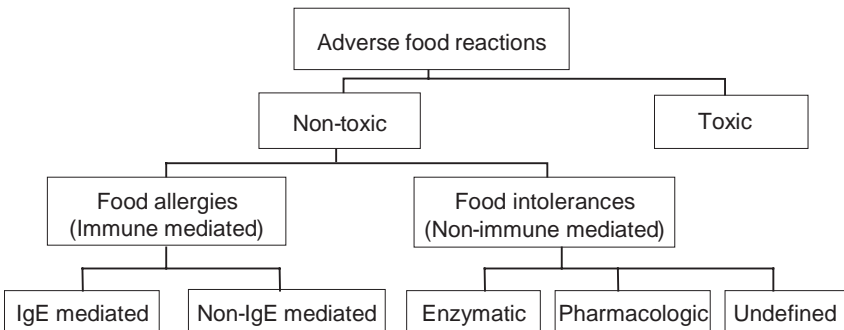 Adverse food reactions
Non-toxic
Toxic
Food allergies
(Immune mediated)
Food intolerances
(Non-immune mediated)
IgE mediated
Non-IgE mediated
Enzymatic
Pharmacologic
Undefined